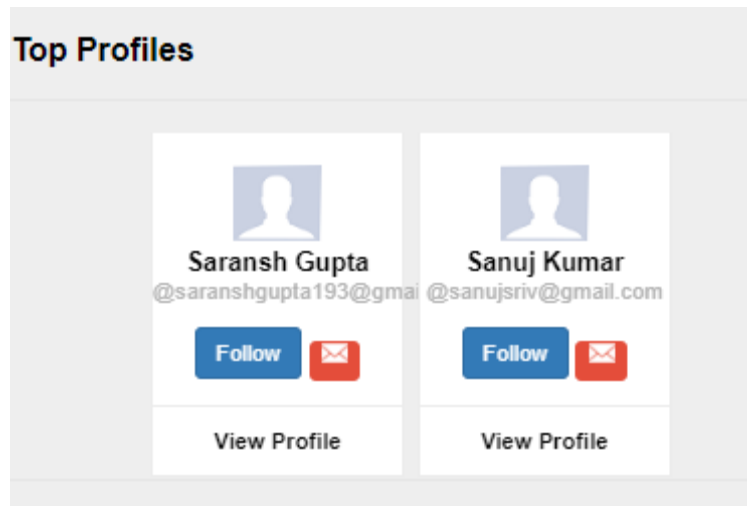 Top Profiles
Saransh Gupta
@saranshgupta193@gmai
Follow
View Profile
Sanuj Kumar
@sanujsriv@gmail.com
Follow
View Profile